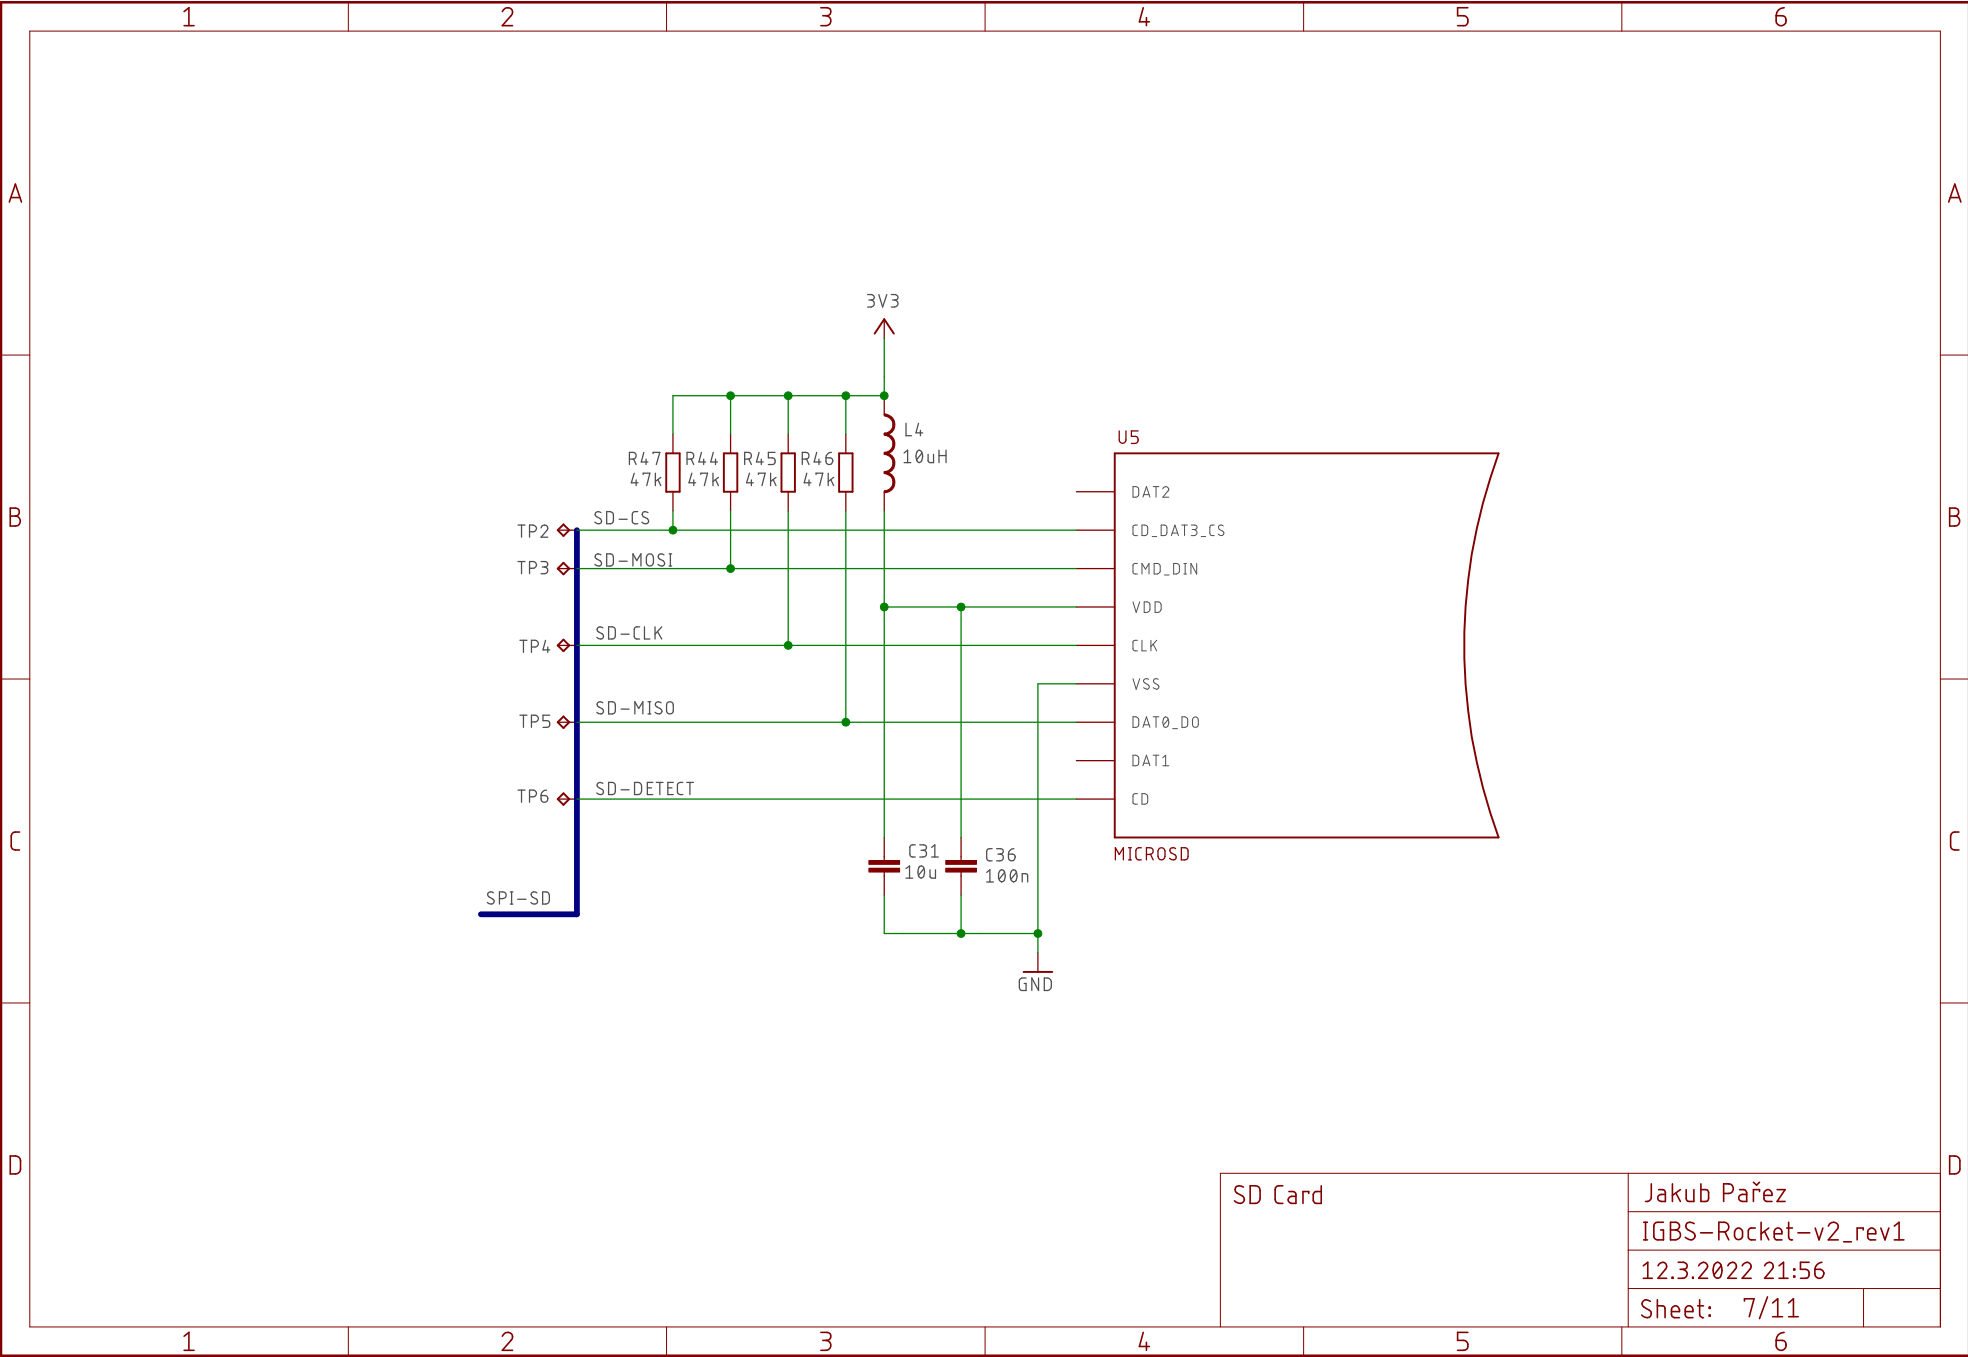 1 2 3 4 5 6
A A
3V3
B B
L4
10uH
R47 R44 R45 R46
47k 47k 47k 47k
U5
DAT2
TP2 SD-CS CD_DAT3_CS
TP3 SD-MOSI CMD_DIN
VDD
TP4 SD-CLK CLK
VSS
TP5 SD-MISO DAT0_DO
DAT1
TP6 SD-DETECT CD
C C
MICROSD
C31
10u
C36
100n
SPI-SD
GND
D D
SD Card
Jakub Pařez
IGBS-Rocket-v2_rev1
12.3.2022 21:56
Sheet: 7/11
1 2 3 4 5 6